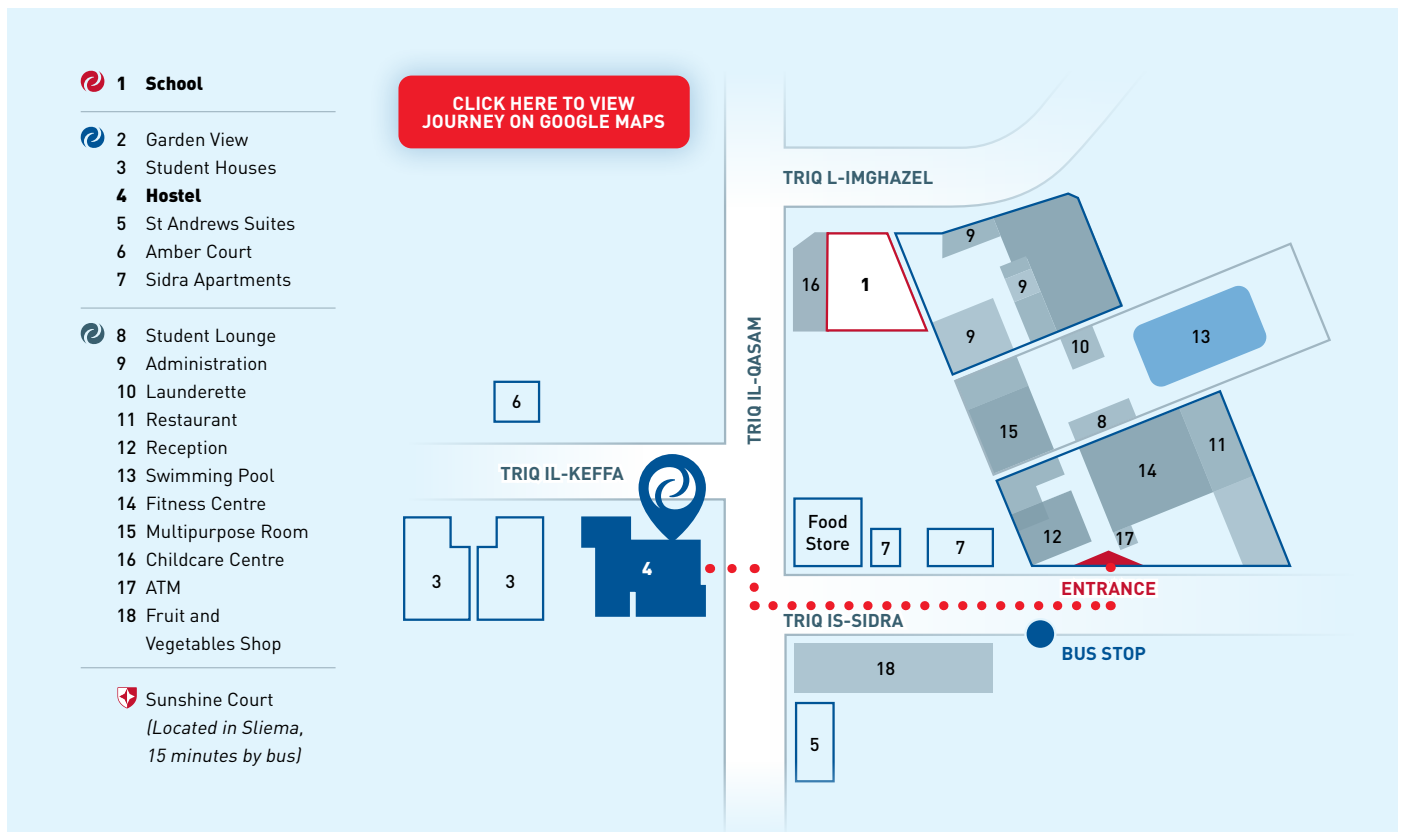 1 School
2 Garden View
3 Student Houses
4 Hostel
5 St Andrews Suites
6 Amber Court
7 Sidra Apartments
8 Student Lounge
9 Administration
10 Launderette
11 Restaurant
12 Reception
13 Swimming Pool
14 Fitness Centre
15 Multipurpose Room
16 Childcare Centre
17 ATM
18 Fruit and
Vegetables Shop
Sunshine Court
(Located in Sliema,
15 minutes by bus)
CLICK HERE TO VIEW
JOURNEY ON GOOGLE MAPS
TRIQ L-IMGHAZEL
9
16
1
9
9
10
13
TRIQ IL-QASAM
6
15
8
11
14
TRIQ IL-KEFFA
Food
Store
7
7
12
17
3
3
4
ENTRANCE
TRIQ IS-SIDRA
BUS STOP
18
5